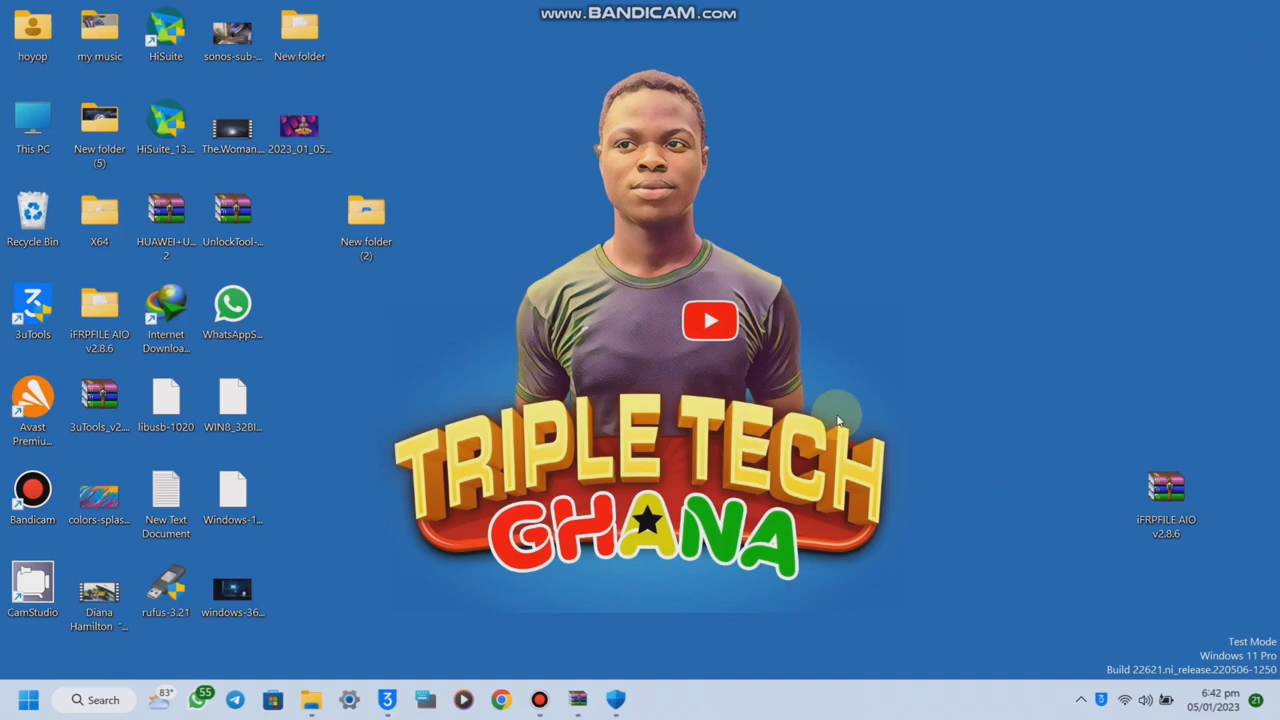 www.BANDICAM.com
hoyop
my music
HiSuite
sonos-sub-...
New folder
This PC
New folder
(5)
HiSuite_13....
The.Woman....
2023_01_05...
Recycle Bin
X64
HUAWEI+U...
2
UnlockTool-...
New folder
(2)
3uTools
iFRPFILE AIO
v2.8.6
Internet
Downloa...
WhatsAppS...
Avast
Premiu...
3uTools_v2....
libusb-1020
WIN8_32BI...
Bandicam
colors-splas...
New Text
Document
Windows-1...
CamStudio
Diana
Hamilton "...
rufus-3.21
windows-36...
TRIPLE TECH
GHANA
iFRPFILE AIO
v2.8.6
Test Mode
Windows 11 Pro
Build 22621.ni_release.220506-1250
Search
83°
55
6:42 pm
05/01/2023
21